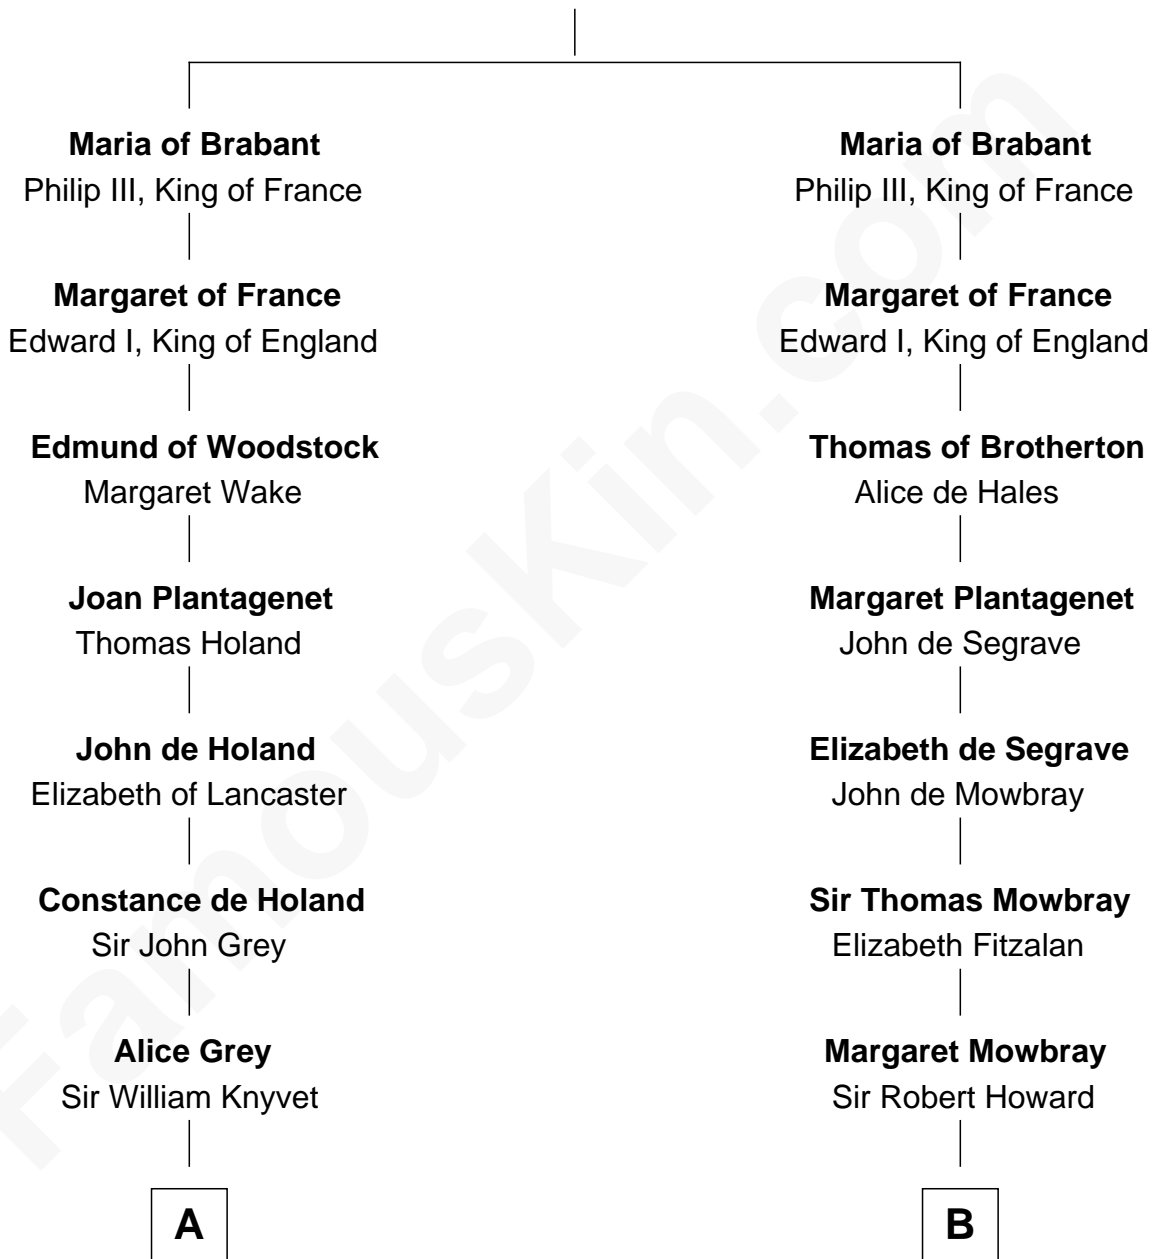 Maria of Brabant
Philip III, King of France
Margaret of France
Edward I, King of England
Edmund of Woodstock
Margaret Wake
Joan Plantagenet
Thomas Holand
John de Holand
Elizabeth of Lancaster
Constance de Holand
Sir John Grey
Alice Grey
Sir William Knyvet
A
Maria of Brabant
Philip III, King of France
Margaret of France
Edward I, King of England
Thomas of Brotherton
Alice de Hales
Margaret Plantagenet
John de Segrave
Elizabeth de Segrave
John de Mowbray
Sir Thomas Mowbray
Elizabeth Fitzalan
Margaret Mowbray
Sir Robert Howard
B
FamousKin.com